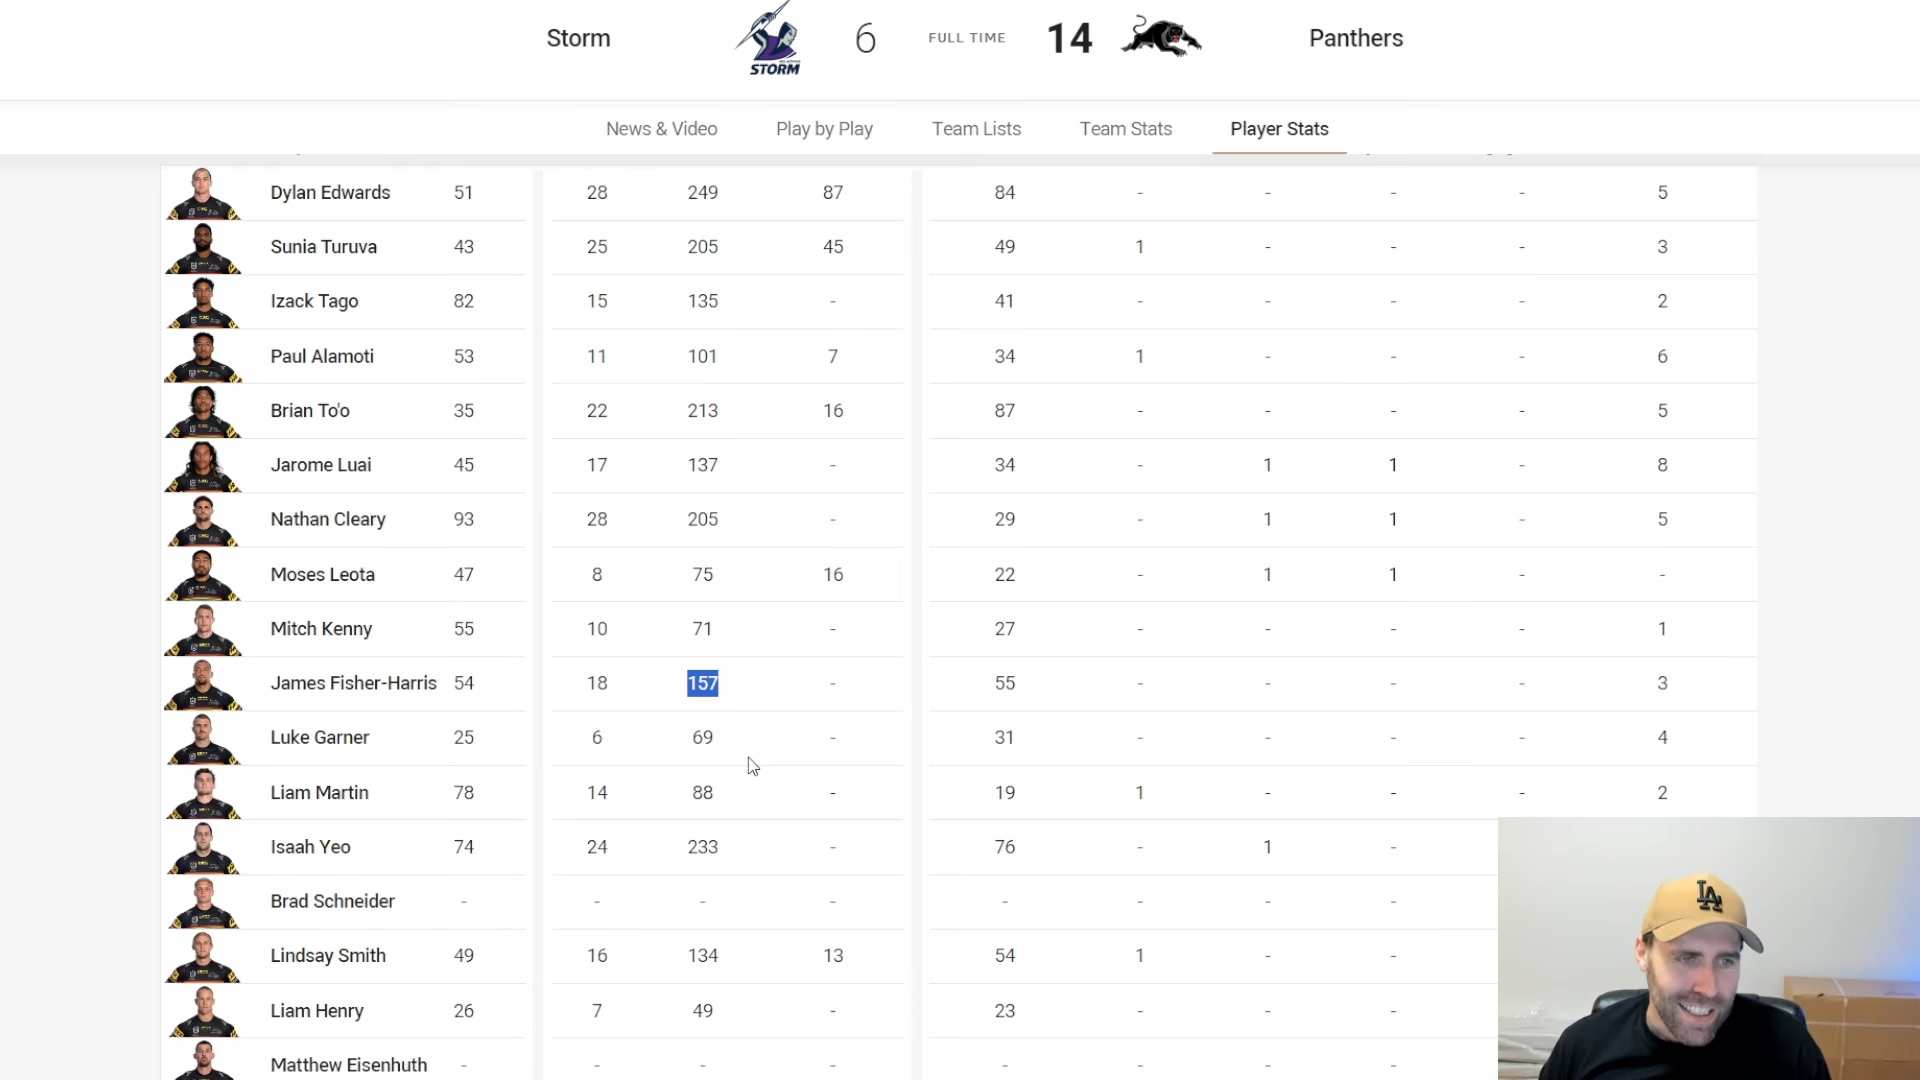 Storm STORM 6 FULL TIME 14 Panthers
News & Video Play by Play Team Lists Team Stats Player Stats
Dylan Edwards 51 28 249 87 84 - - - - 5
Sunia Turuva 43 25 205 45 49 1 - - - 3
Izack Tago 82 15 135 - 41 - - - - 2
Paul Alamoti 53 11 101 7 34 1 - - - 6
Brian To'o 35 22 213 16 87 - - - - 5
Jarome Luai 45 17 137 - 34 - 1 1 - 8
Nathan Cleary 93 28 205 - 29 - 1 1 - 5
Moses Leota 47 8 75 16 22 - 1 1 - -
Mitch Kenny 55 10 71 - 27 - - - - 1
James Fisher-Harris 54 18 157 - 55 - - - - 3
Luke Garner 25 6 69 - 31 - - - - 4
Liam Martin 78 14 88 - 19 1 - - - 2
Isaah Yeo 74 24 233 - 76 - 1 -
Brad Schneider - - - - - - - -
Lindsay Smith 49 16 134 13 54 1 - -
Liam Henry 26 7 49 - 23 - - -
Matthew Eisenhuth - - - - - - - -
LA